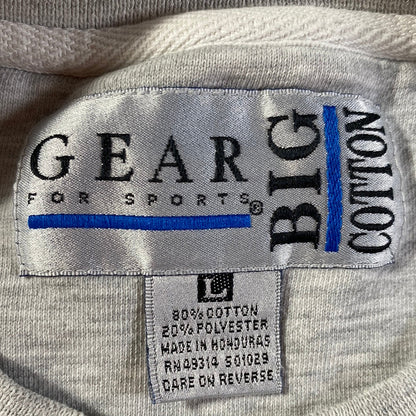 GEAR
FOR SPORTS®
BIG
COTTON
L
80% COTTON
20% POLYESTER
MADE IN HONDURAS
RN49314 S01029
CARE ON REVERSE